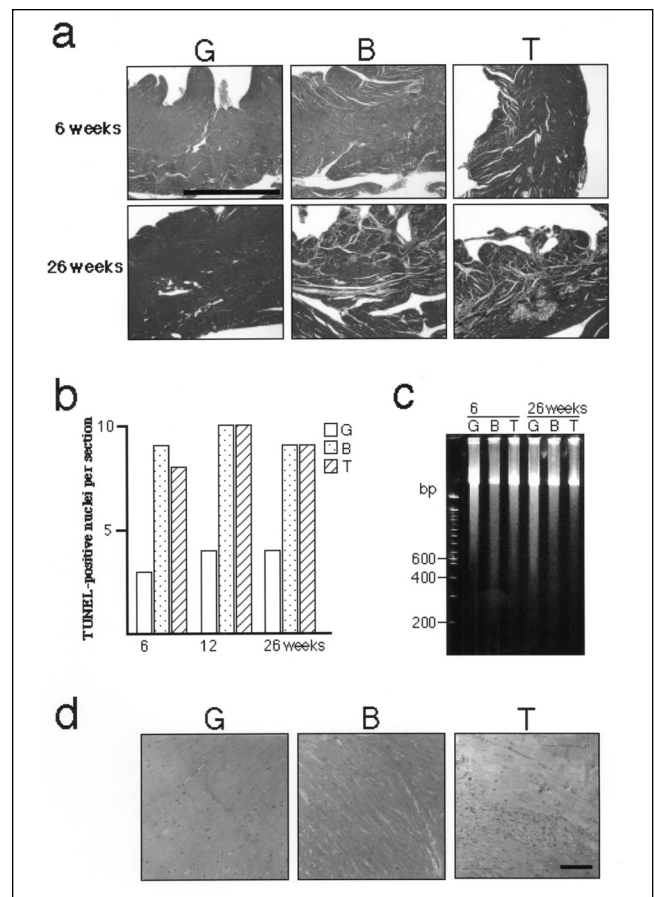 a
G B T
6 weeks
26 weeks
b
TUNEL-positive nuclei per section
10
5
G
B
T
6 12 26 weeks
c
6 26 weeks
G B T G B T
bp
600
400
200
d
G B T